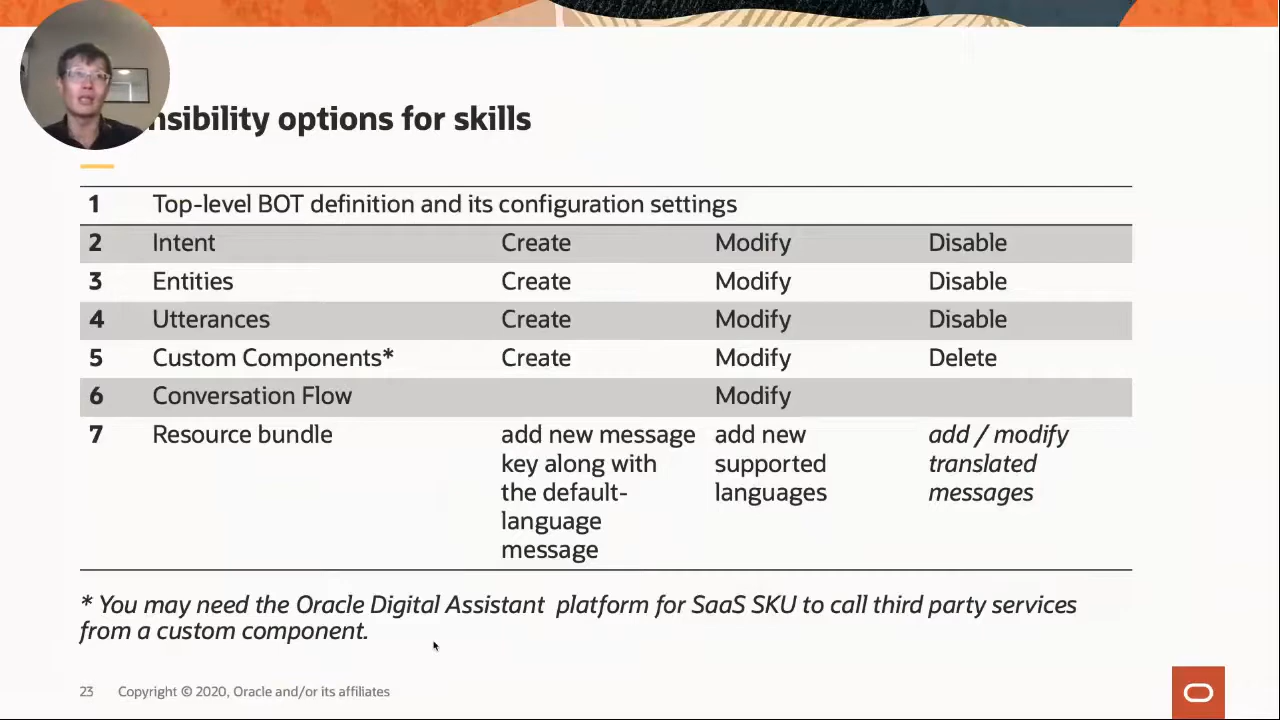 nsibility options for skills
1 Top-level BOT definition and its configuration settings
2 Intent Create Modify Disable
3 Entities Create Modify Disable
4 Utterances Create Modify Disable
5 Custom Components* Create Modify Delete
6 Conversation Flow Modify
7 Resource bundle add new message add new add / modify
key along with supported translated
the default- languages messages
language
message
* You may need the Oracle Digital Assistant platform for SaaS SKU to call third party services
from a custom component.
23 Copyright © 2020, Oracle and/or its affiliates